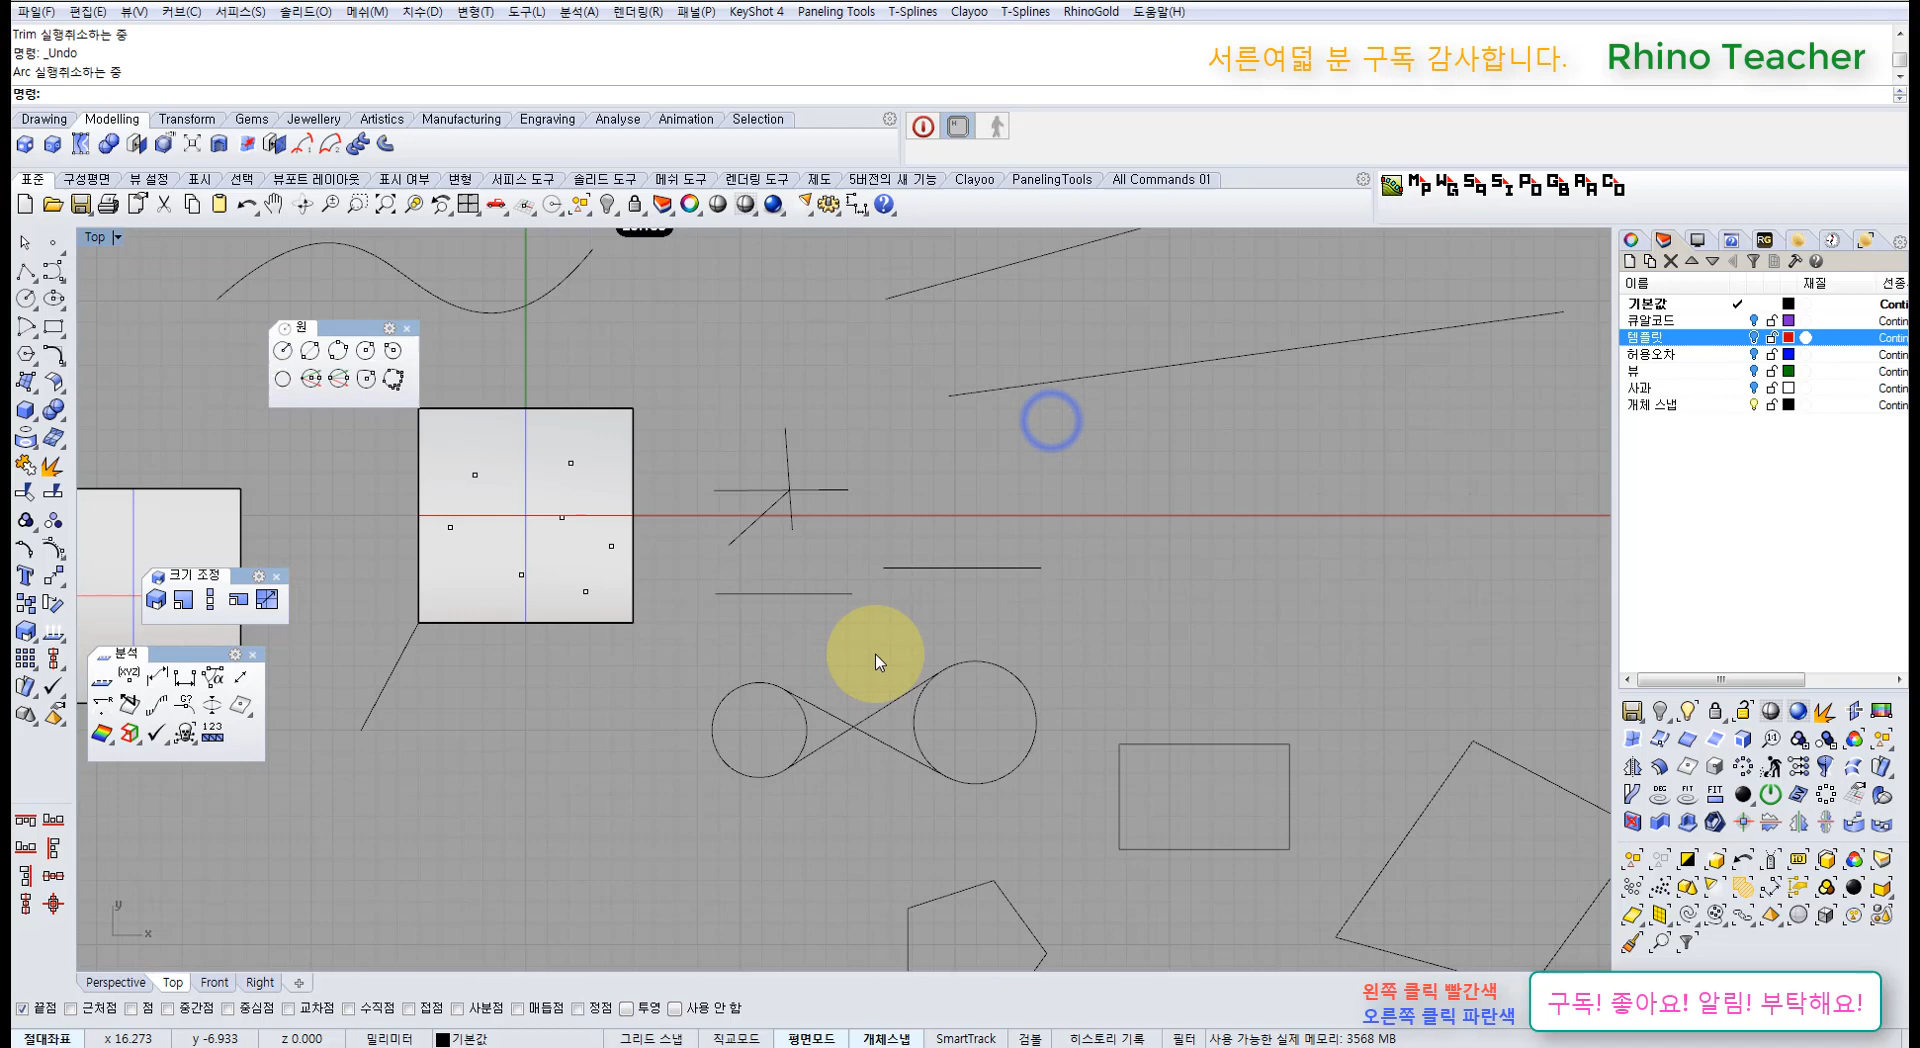 파일(F) 편집(E) 뷰(V) 커브(C) 서피스(S) 솔리드(O) 메쉬(M) 치수(D) 변형(T) 도구(L) 분석(A) 렌더링(R) 패널(P) KeyShot 4 Paneling Tools T-Splines Clayoo T-Splines RhinoGold 도움말(H)
Trim 실행취소하는 중
명령: _Undo
Arc 실행취소하는 중
명령:
서른여덟 분 구독 감사합니다. Rhino Teacher
Drawing Modelling Transform Gems Jewellery Artistics Manufacturing Engraving Analyse Animation Selection
표준 구성평면 뷰 설정 표시 선택 뷰포트 레이아웃 표시 여부 변형 서피스 도구 솔리드 도구 메쉬 도구 렌더링 도구 제도 5버전의 새 기능 Clayoo PanelingTools All Commands 01
Top
원
크기 조정
분석
이름 재질 선종
기본값 Conti
큐알코드 Contin
템플릿 Contin
허용오차 Contin
뷰 Contin
사과 Contin
개체 스냅 Contin
y
x
Perspective Top Front Right
끝점 근처점 점 중간점 중심점 교차점 수직점 접점 사분점 매듭점 정점 투영 사용 안 함
왼쪽 클릭 빨간색
오른쪽 클릭 파란색
구독! 좋아요! 알림! 부탁해요!
절대좌표 x 16.273 y -6.933 z 0.000 밀리미터 기본값 그리드 스냅 직교모드 평면모드 개체스냅 SmartTrack 검볼 히스토리 기록 필터 사용 가능한 실제 메모리: 3568 MB